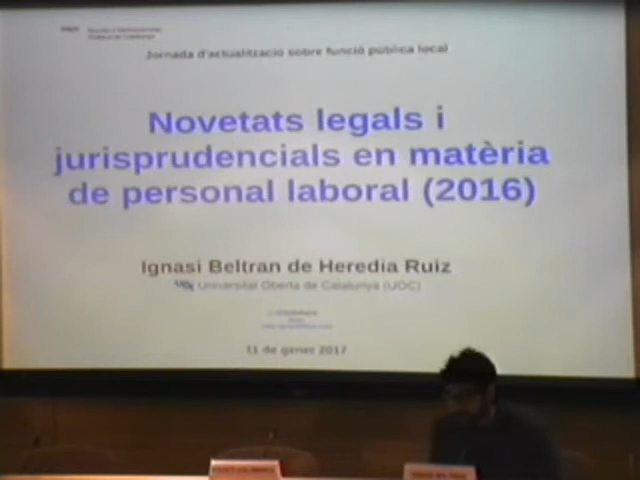 Jornada d'actualització sobre funció pública local
Novetats legals i
jurisprudencials en matèria
de personal laboral (2016)
Ignasi Beltran de Heredia Ruiz
Universitat Oberta de Catalunya (UOC)
11 de gener 2017